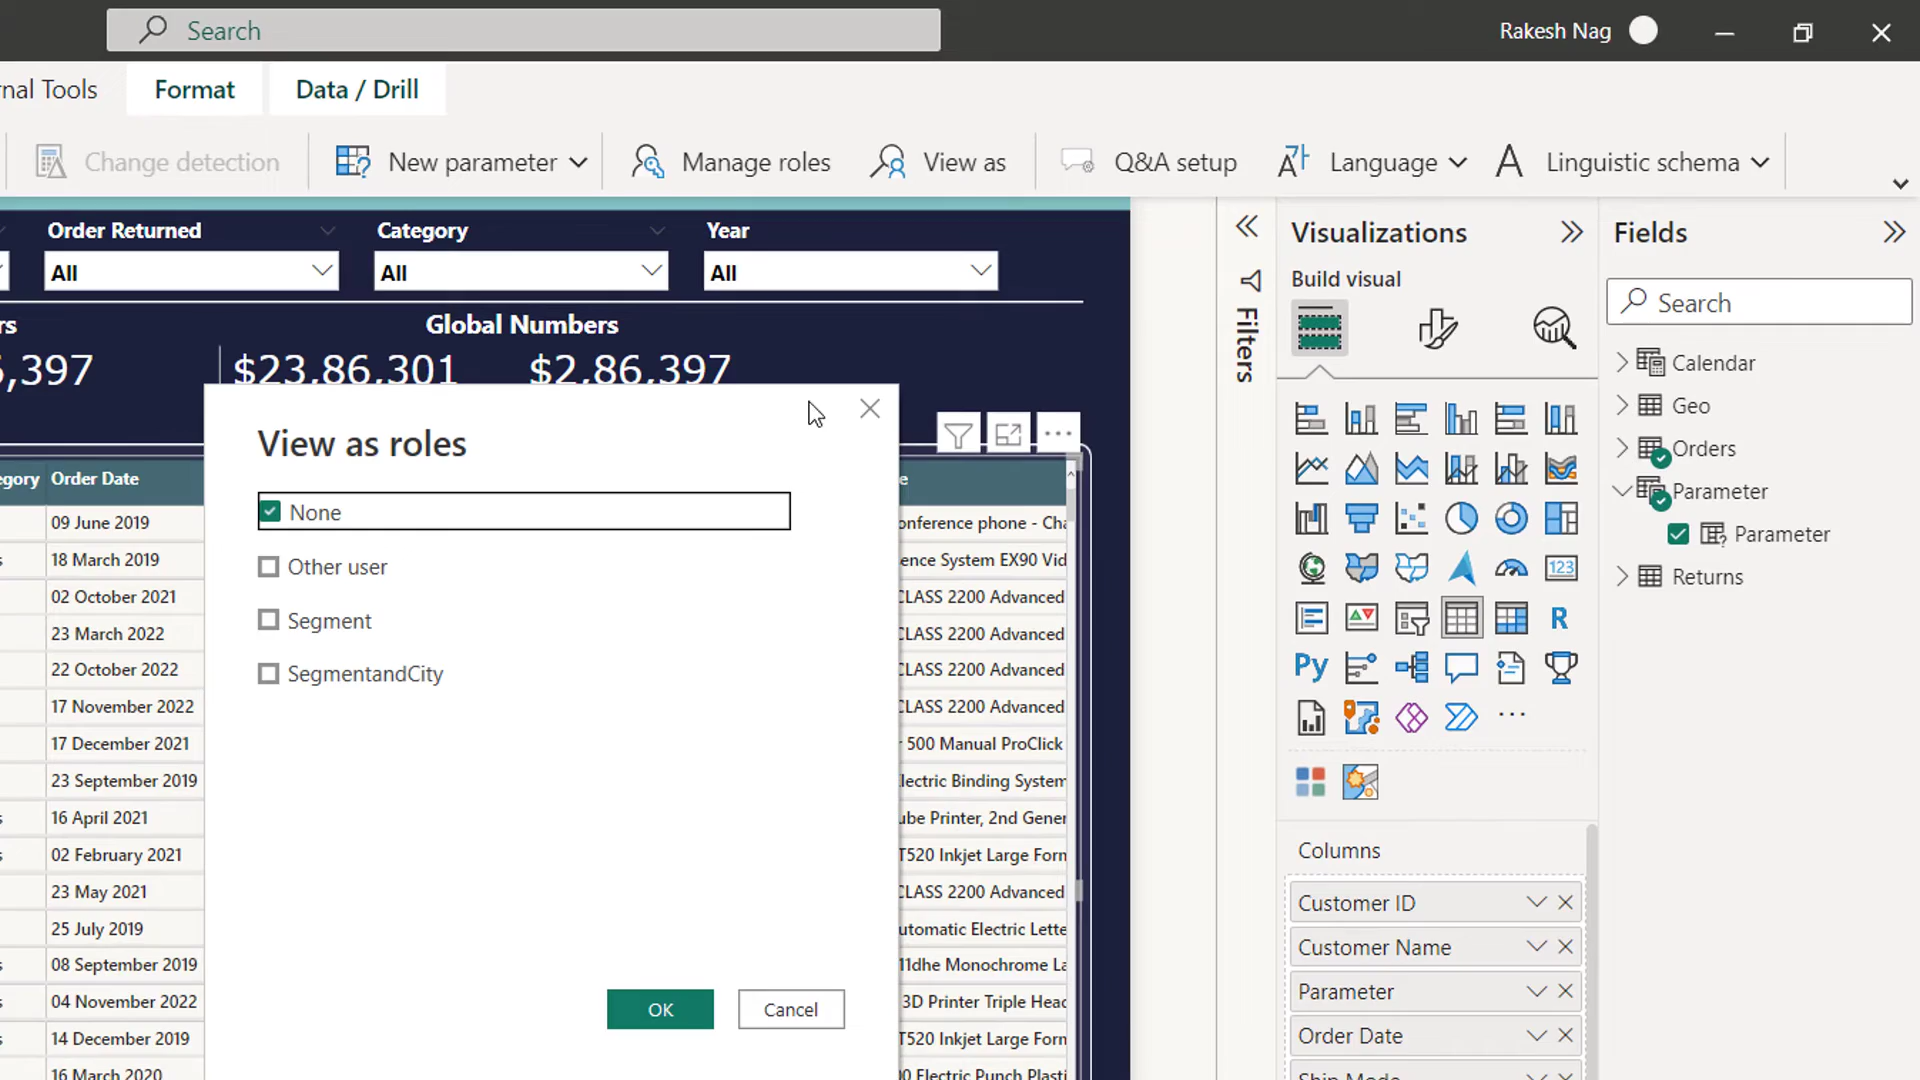 Search
Rakesh Nag
nal Tools
Format
Data / Drill
Change detection
New parameter
Manage roles
View as
Q&A setup
Language
Linguistic schema
Order Returned
Category
Year
All
All
All
rs
Global Numbers
5,397
$23,86,301
$2,86,397
View as roles
None
Other user
Segment
SegmentandCity
OK
Cancel
egory
Order Date
e
09 June 2019
onference phone - Cha
s
18 March 2019
ence System EX90 Vid
02 October 2021
CLASS 2200 Advanced
23 March 2022
CLASS 2200 Advanced
22 October 2022
CLASS 2200 Advanced
17 November 2022
CLASS 2200 Advanced
17 December 2021
r 500 Manual ProClick
23 September 2019
lectric Binding System
s
16 April 2021
ube Printer, 2nd Gener
s
02 February 2021
T520 Inkjet Large Form
s
23 May 2021
CLASS 2200 Advanced
25 July 2019
utomatic Electric Lette
s
08 September 2019
11dhe Monochrome La
s
04 November 2022
3D Printer Triple Head
s
14 December 2019
T520 Inkjet Large Form
16 March 2020
00 Electric Punch Plasti
Filters
Visualizations
Build visual
123
R
Py
Columns
Customer ID
Customer Name
Parameter
Order Date
Ship Mode
Fields
Search
Calendar
Geo
Orders
Parameter
Parameter
Returns